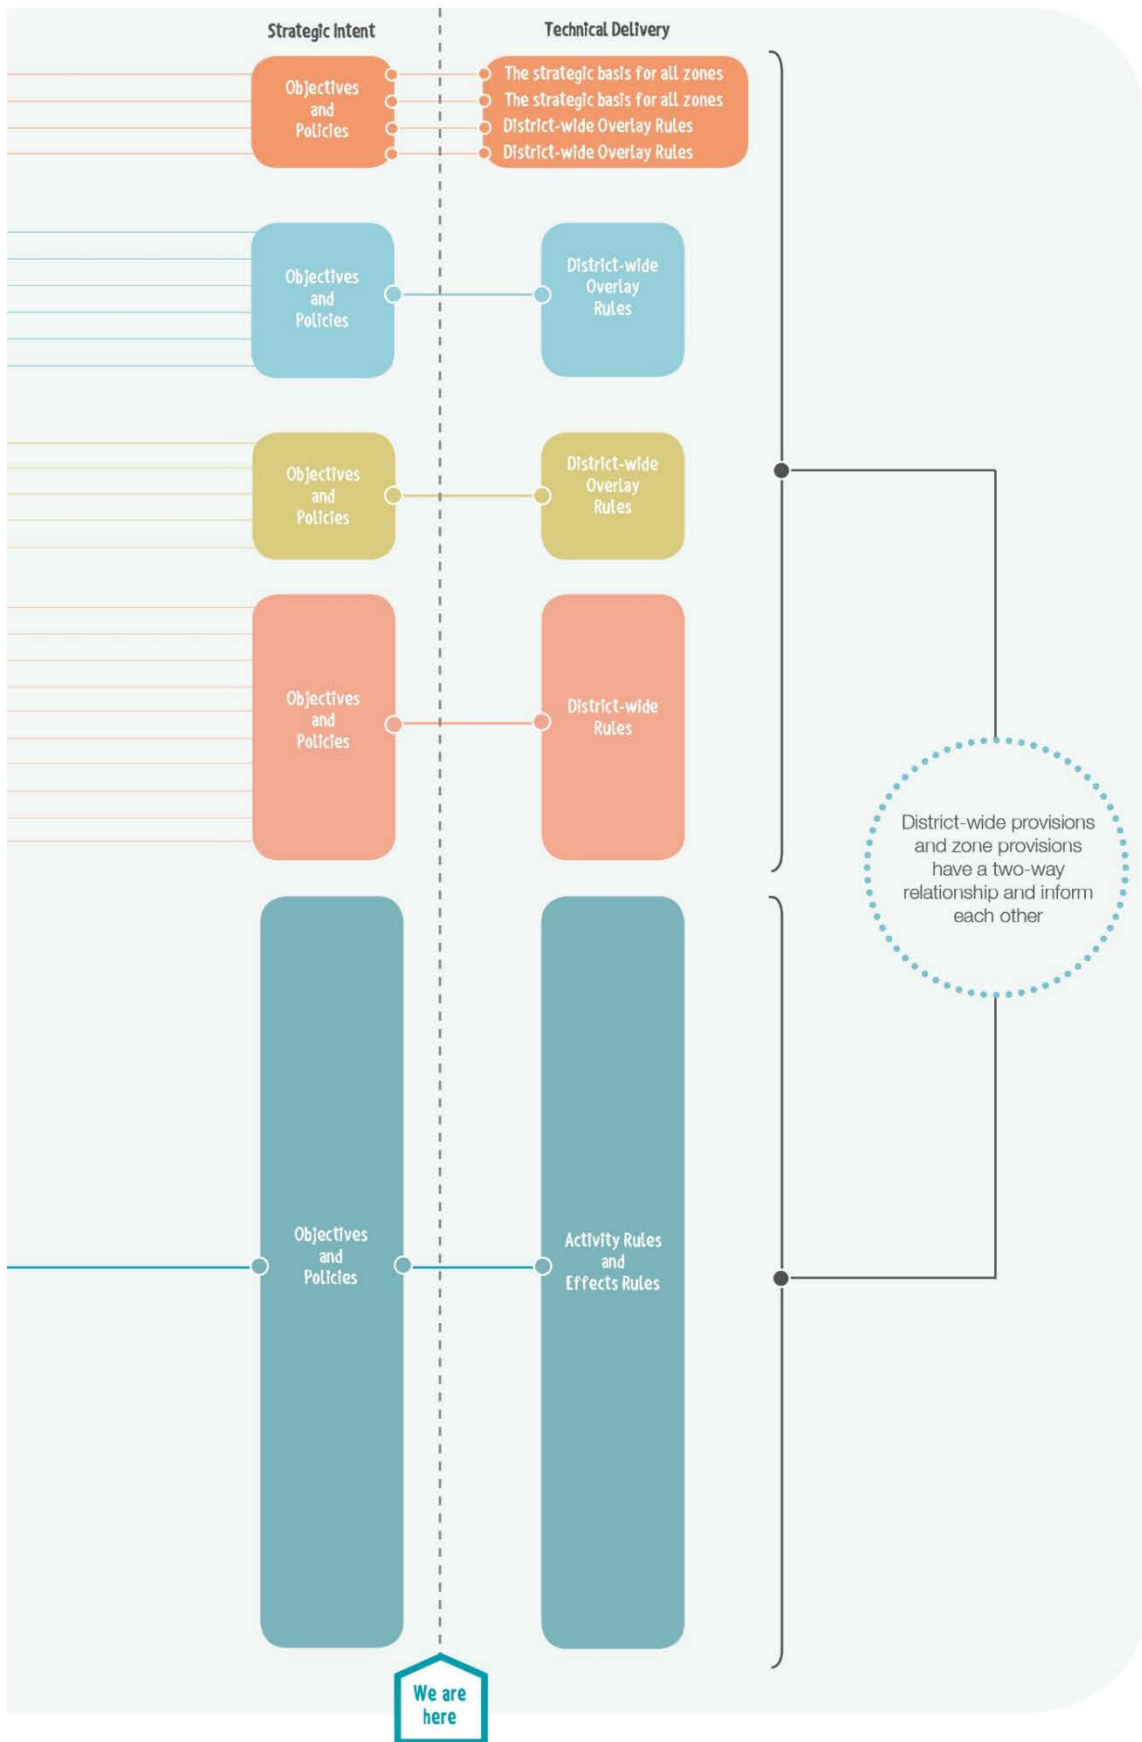 Strategic Intent
Technical Delivery
Objectives
and
Policies
The strategic basis for all zones
The strategic basis for all zones
District-wide Overlay Rules
District-wide Overlay Rules
Objectives
and
Policies
District-wide
Overlay
Rules
Objectives
and
Policies
District-wide
Overlay
Rules
Objectives
and
Policies
District-wide
Rules
District-wide provisions
and zone provisions
have a two-way
relationship and inform
each other
Objectives
and
Policies
Activity Rules
and
Effects Rules
We are
here